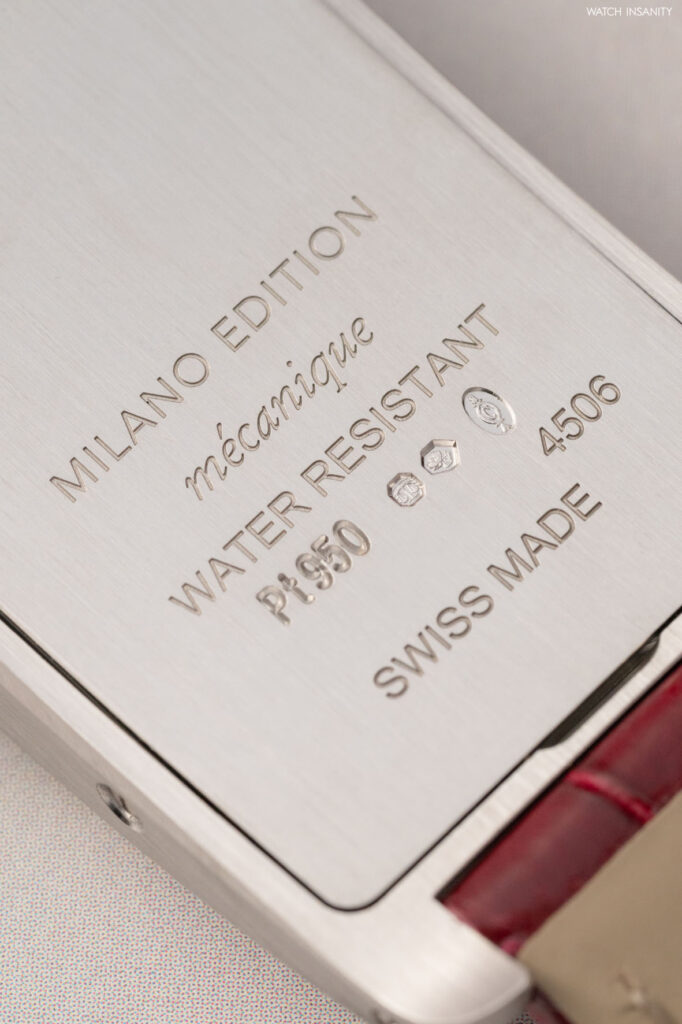 WATCH INSANITY
MILANO EDITION
mécanique
WATER RESISTANT
Pt950
4506
SWISS MADE